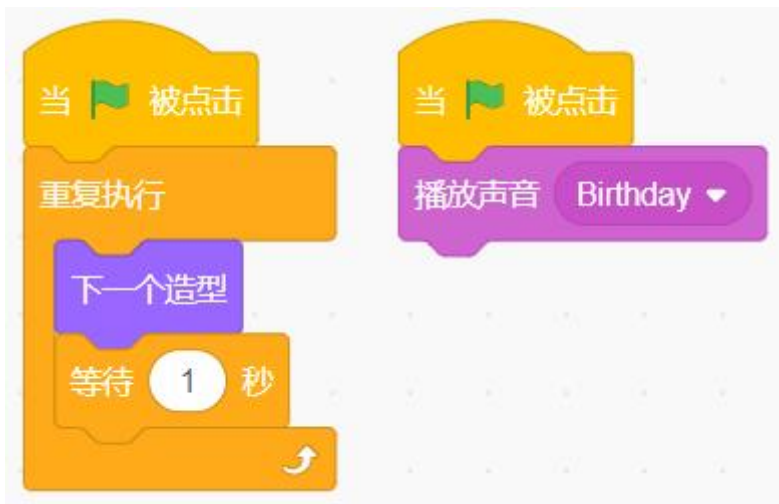 当 被点击
重复执行
下一个造型
等待 1 秒
当 被点击
播放声音 Birthday